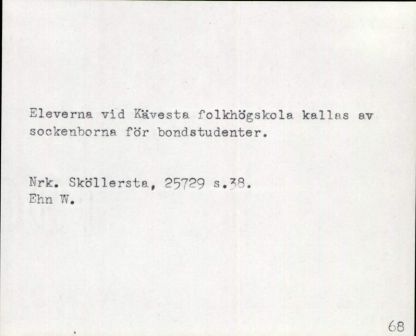 Eleverna vid Kävesta folkhögskola kallas av
sockenborna för bondstudenter.
Nrk. Sköllersta, 25729 s.38.
Ehn W.
68